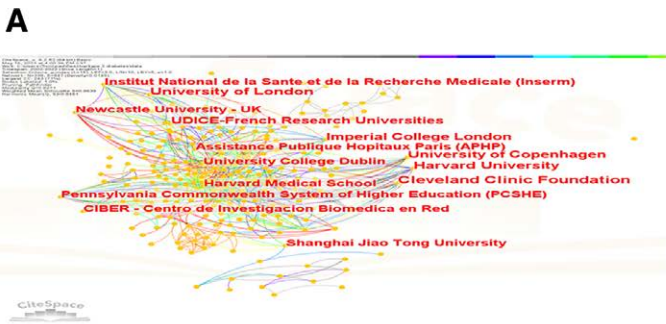 A
Institut National de la Sante et de la Recherche Medicale (Inserm)
University of London
Newcastle University - UK
UDICE-French Research Universities
Imperial College London
Assistance Publique Hopitaux Paris (APHP)
University of Copenhagen
University College Dublin
Harvard University
Cleveland Clinic Foundation
Harvard Medical School
Pennsylvania Commonwealth System of Higher Education (PCSHE)
CIBER - Centro de Investigacion Biomedica en Red
Shanghai Jiao Tong University
CiteSpace